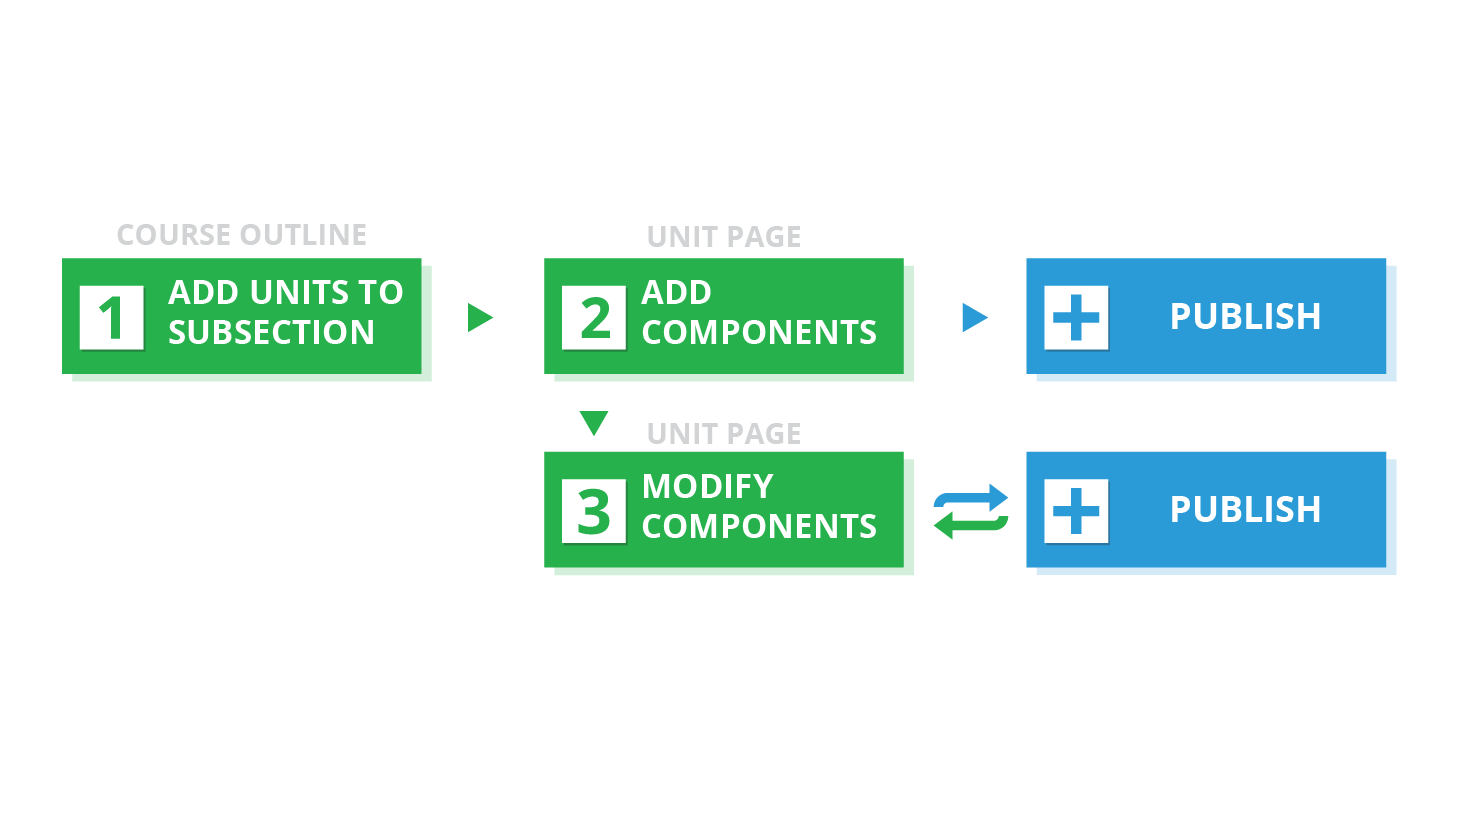 COURSE OUTLINE
1
ADD UNITS TO
SUBSECTION
UNIT PAGE
2
ADD
COMPONENTS
PUBLISH
UNIT PAGE
3
MODIFY
COMPONENTS
PUBLISH